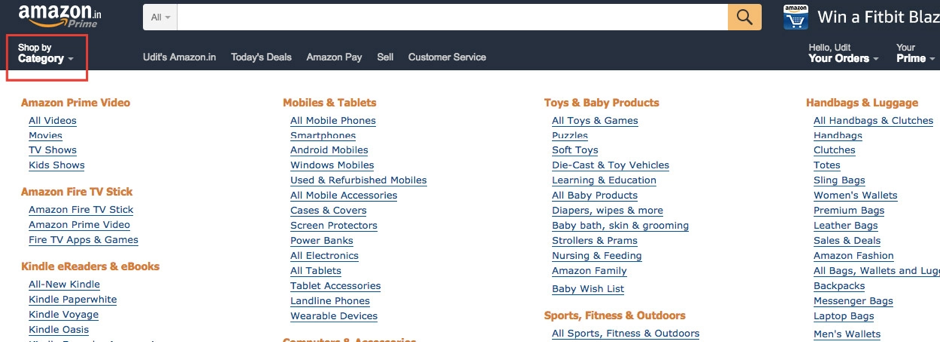 amazon.in
Prime
All
amazon
Win a Fitbit Blaz
Shop by
Category
Udit's Amazon.in Today's Deals Amazon Pay Sell Customer Service
Hello, Udit
Your Orders
Your
Prime
Amazon Prime Video
All Videos
Movies
TV Shows
Kids Shows
Amazon Fire TV Stick
Amazon Fire TV Stick
Amazon Prime Video
Fire TV Apps & Games
Kindle eReaders & eBooks
All-New Kindle
Kindle Paperwhite
Kindle Voyage
Kindle Oasis
Mobiles & Tablets
All Mobile Phones
Smartphones
Android Mobiles
Windows Mobiles
Used & Refurbished Mobiles
All Mobile Accessories
Cases & Covers
Screen Protectors
Power Banks
All Electronics
All Tablets
Tablet Accessories
Landline Phones
Wearable Devices
Computers & Accessories
Toys & Baby Products
All Toys & Games
Puzzles
Soft Toys
Die-Cast & Toy Vehicles
Learning & Education
All Baby Products
Diapers, wipes & more
Baby bath, skin & grooming
Strollers & Prams
Nursing & Feeding
Amazon Family
Baby Wish List
Sports, Fitness & Outdoors
All Sports, Fitness & Outdoors
Handbags & Luggage
All Handbags & Clutches
Handbags
Clutches
Totes
Sling Bags
Women's Wallets
Premium Bags
Leather Bags
Sales & Deals
Amazon Fashion
All Bags, Wallets and Lugg
Backpacks
Messenger Bags
Laptop Bags
Men's Wallets